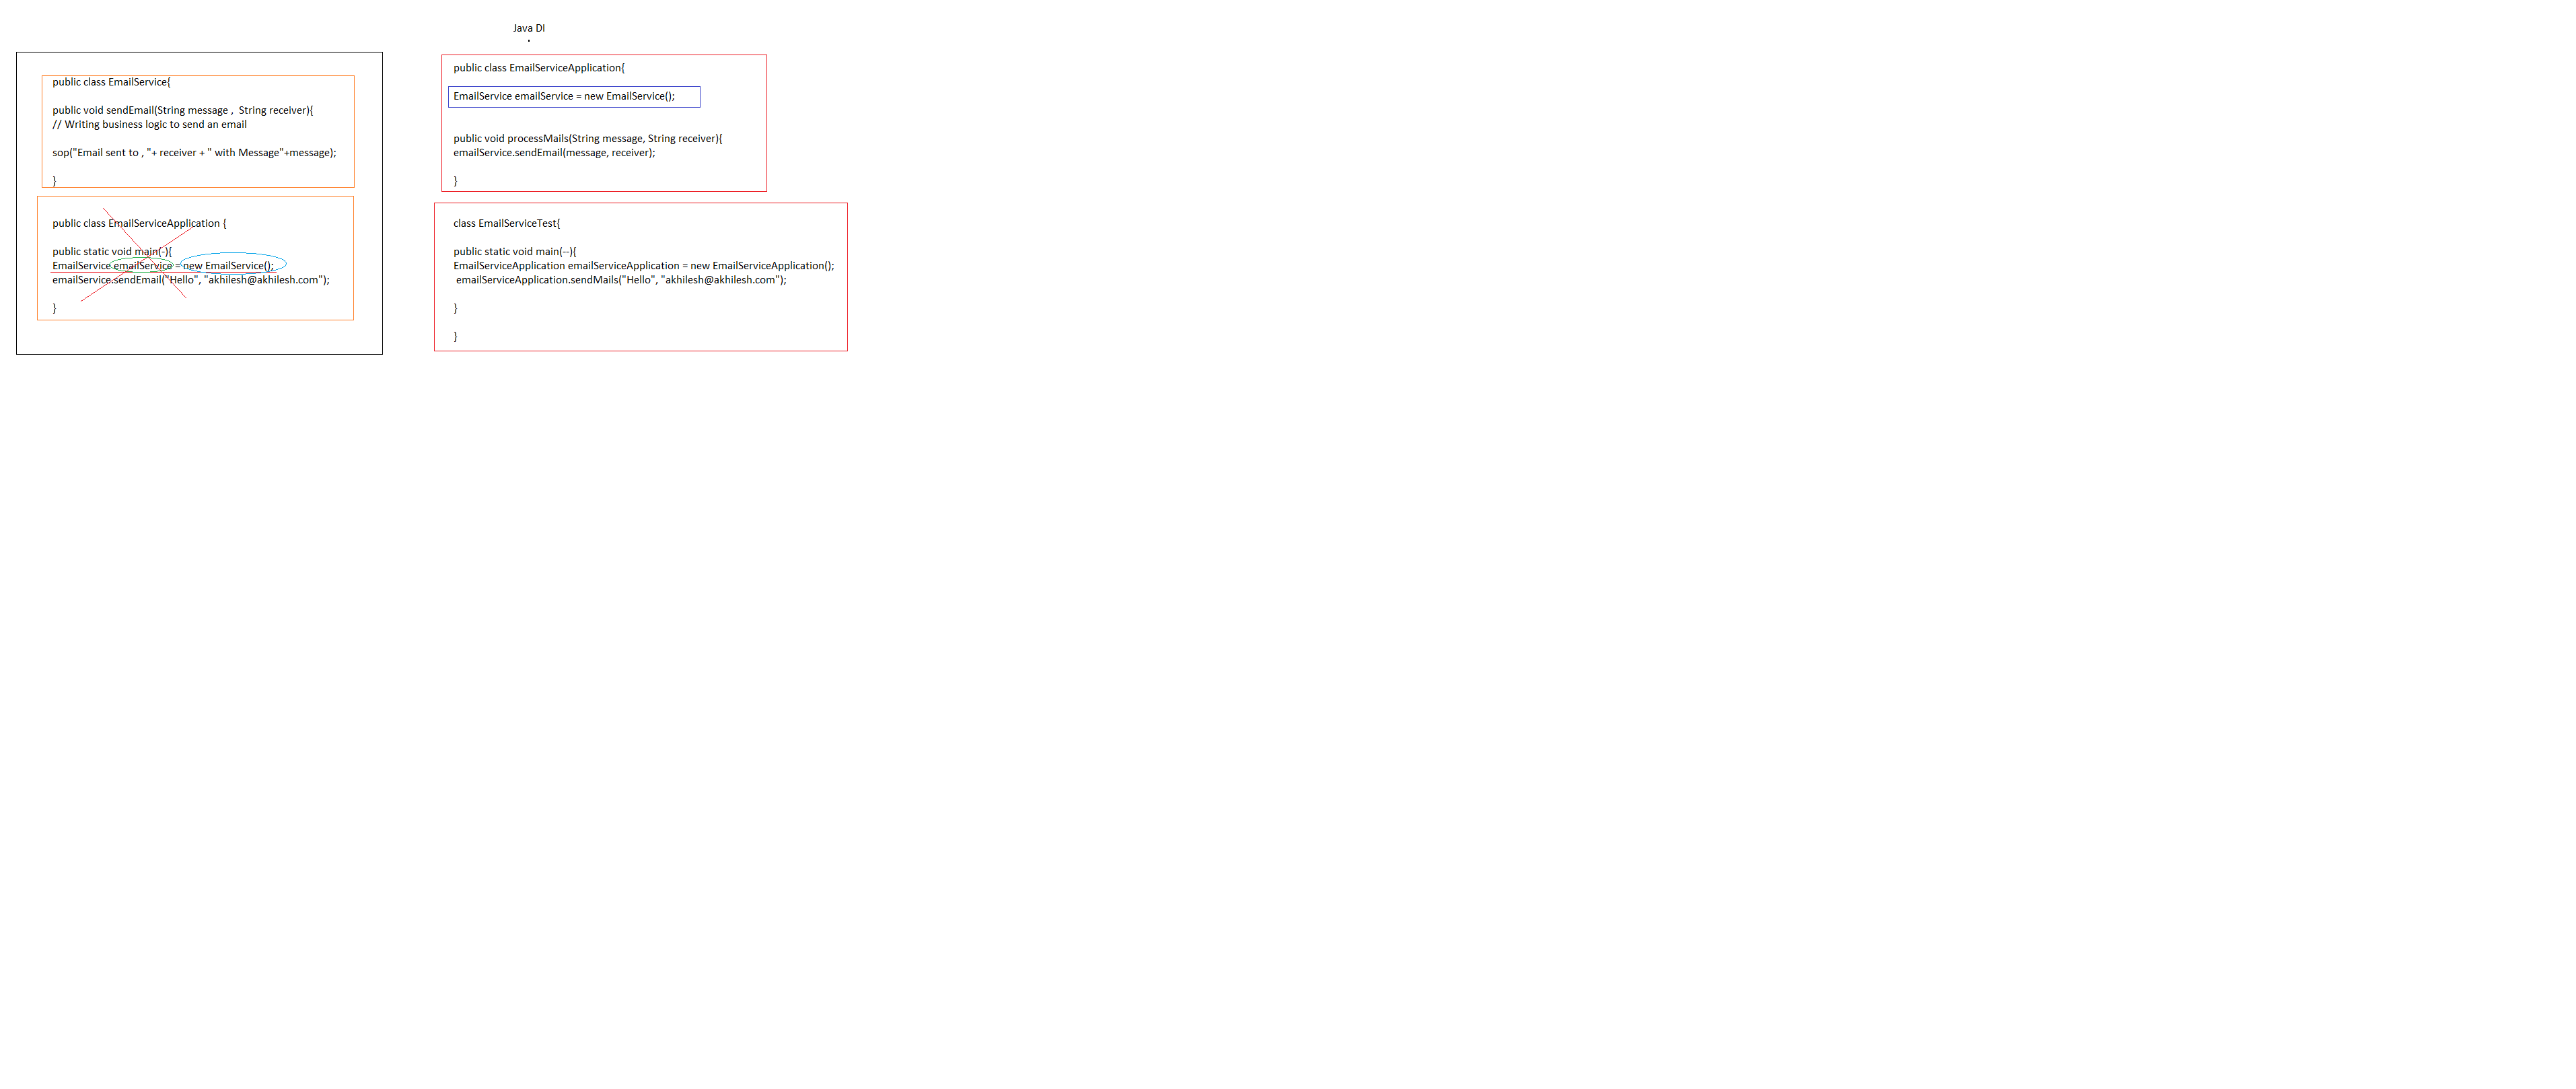 Java DI
public class EmailService{
public void sendEmail(String message ,  String receiver){
// Writing business logic to send an email
sop("Email sent to , "+ receiver + " with Message"+message);
}
public class EmailServiceApplication {
public static void main(-){
EmailService emailService = new EmailService();
emailService.sendEmail("Hello", "akhilesh@akhilesh.com");
}
public class EmailServiceApplication{
EmailService emailService = new EmailService();
public void processMails(String message, String receiver){
emailService.sendEmail(message, receiver);
}
class EmailServiceTest{
public static void main(--){
EmailServiceApplication emailServiceApplication = new EmailServiceApplication();
emailServiceApplication.sendMails("Hello", "akhilesh@akhilesh.com");
}
}